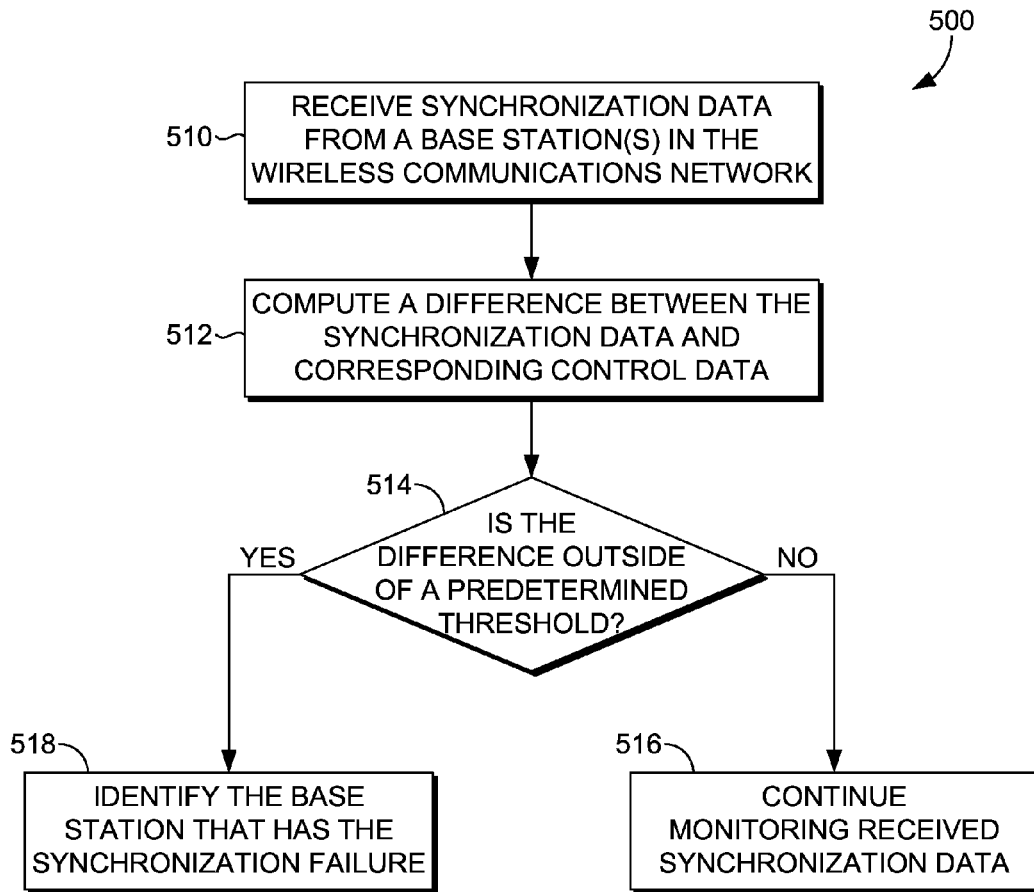 500
510
RECEIVE SYNCHRONIZATION DATA
FROM A BASE STATION(S) IN THE
WIRELESS COMMUNICATIONS NETWORK
512
COMPUTE A DIFFERENCE BETWEEN THE
SYNCHRONIZATION DATA AND
CORRESPONDING CONTROL DATA
514
IS THE
DIFFERENCE OUTSIDE
OF A PREDETERMINED
THRESHOLD?
YES
NO
518
IDENTIFY THE BASE
STATION THAT HAS THE
SYNCHRONIZATION FAILURE
516
CONTINUE
MONITORING RECEIVED
SYNCHRONIZATION DATA